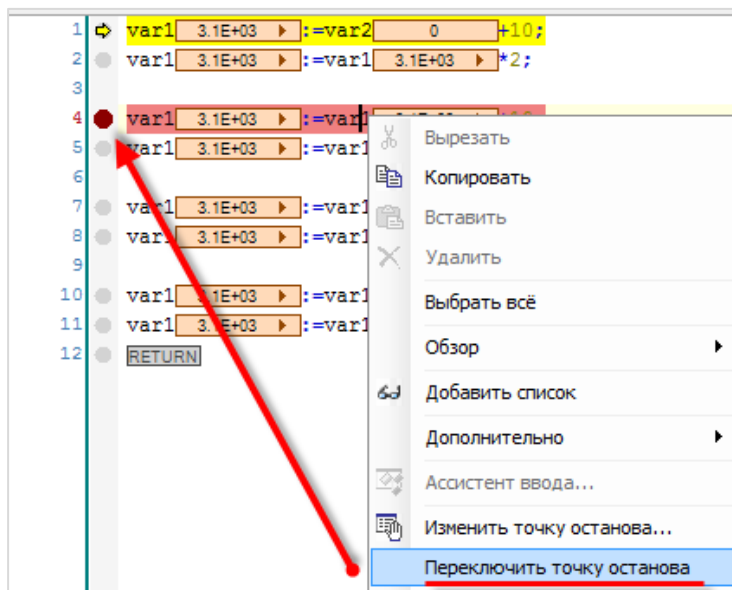 1 var1 3.1E+03 :=var2 0 +10;
2 var1 3.1E+03 :=var1 3.1E+03 *2;
3
4 var1 3.1E+03 :=var1
5 var1 3.1E+03 :=var1
6
7 var1 3.1E+03 :=var1
8 var1 3.1E+03 :=var1
9
10 var1 3.1E+03 :=var1
11 var1 3.1E+03 :=var1
12 RETURN
Вырезать
Копировать
Вставить
Удалить
Выбрать всё
Обзор
Добавить список
Дополнительно
Ассистент ввода...
Изменить точку останова...
Переключить точку останова